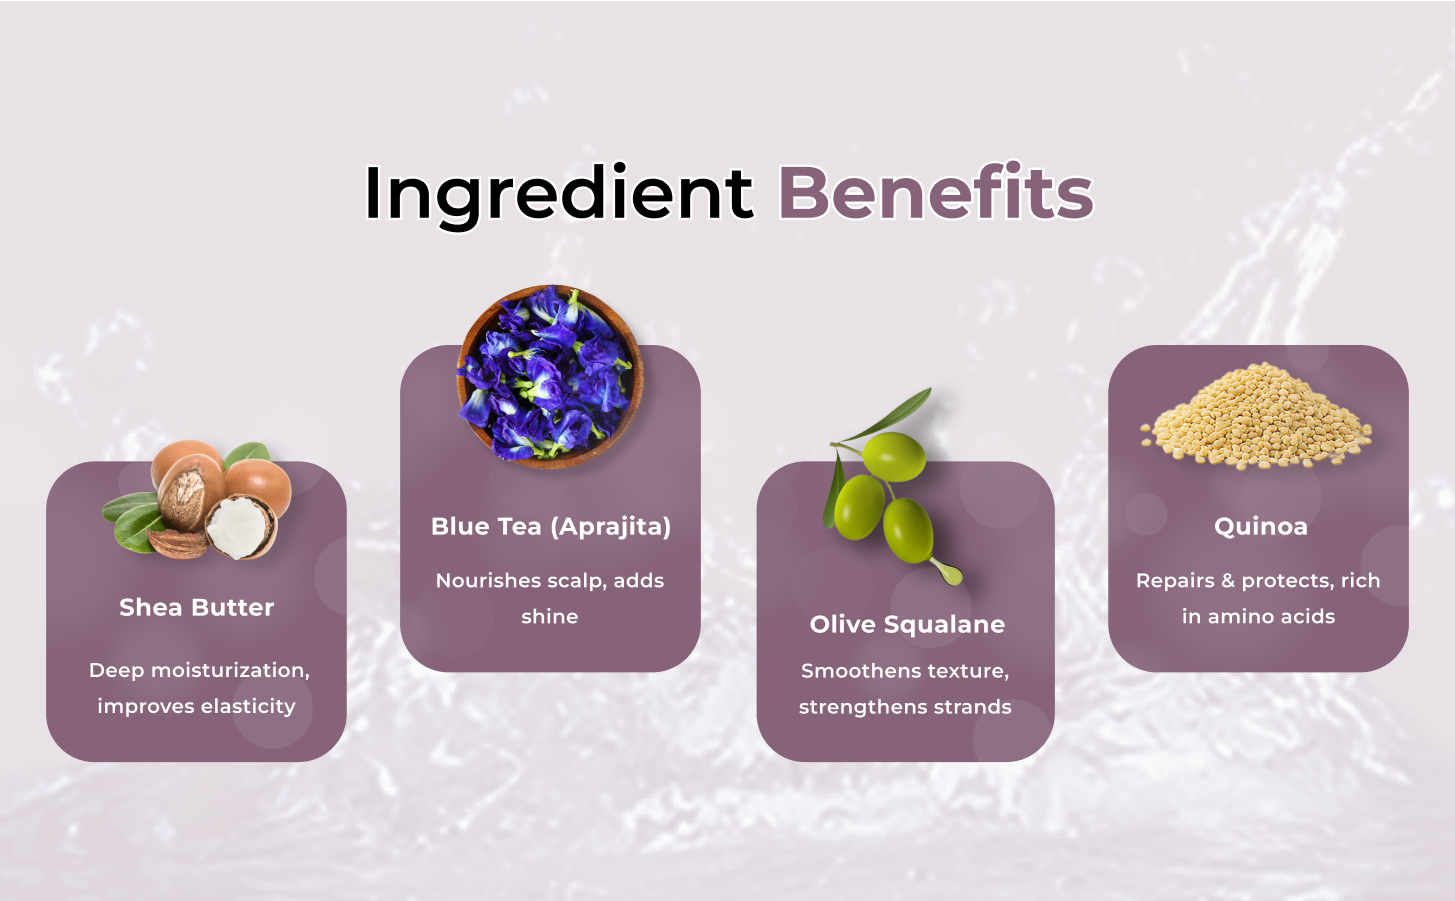 Ingredient Benefits
Shea Butter
Deep moisturization,
improves elasticity
Blue Tea (Aprajita)
Nourishes scalp, adds
shine
Olive Squalane
Smoothens texture,
strengthens strands
Quinoa
Repairs & protects, rich
in amino acids